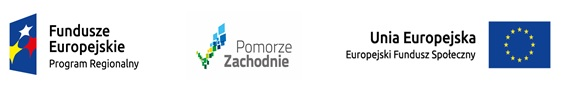 Fundusze
Europejskie
Program Regionalny
Pomorze
Zachodnie
Unia Europejska
Europejski Fundusz Społeczny